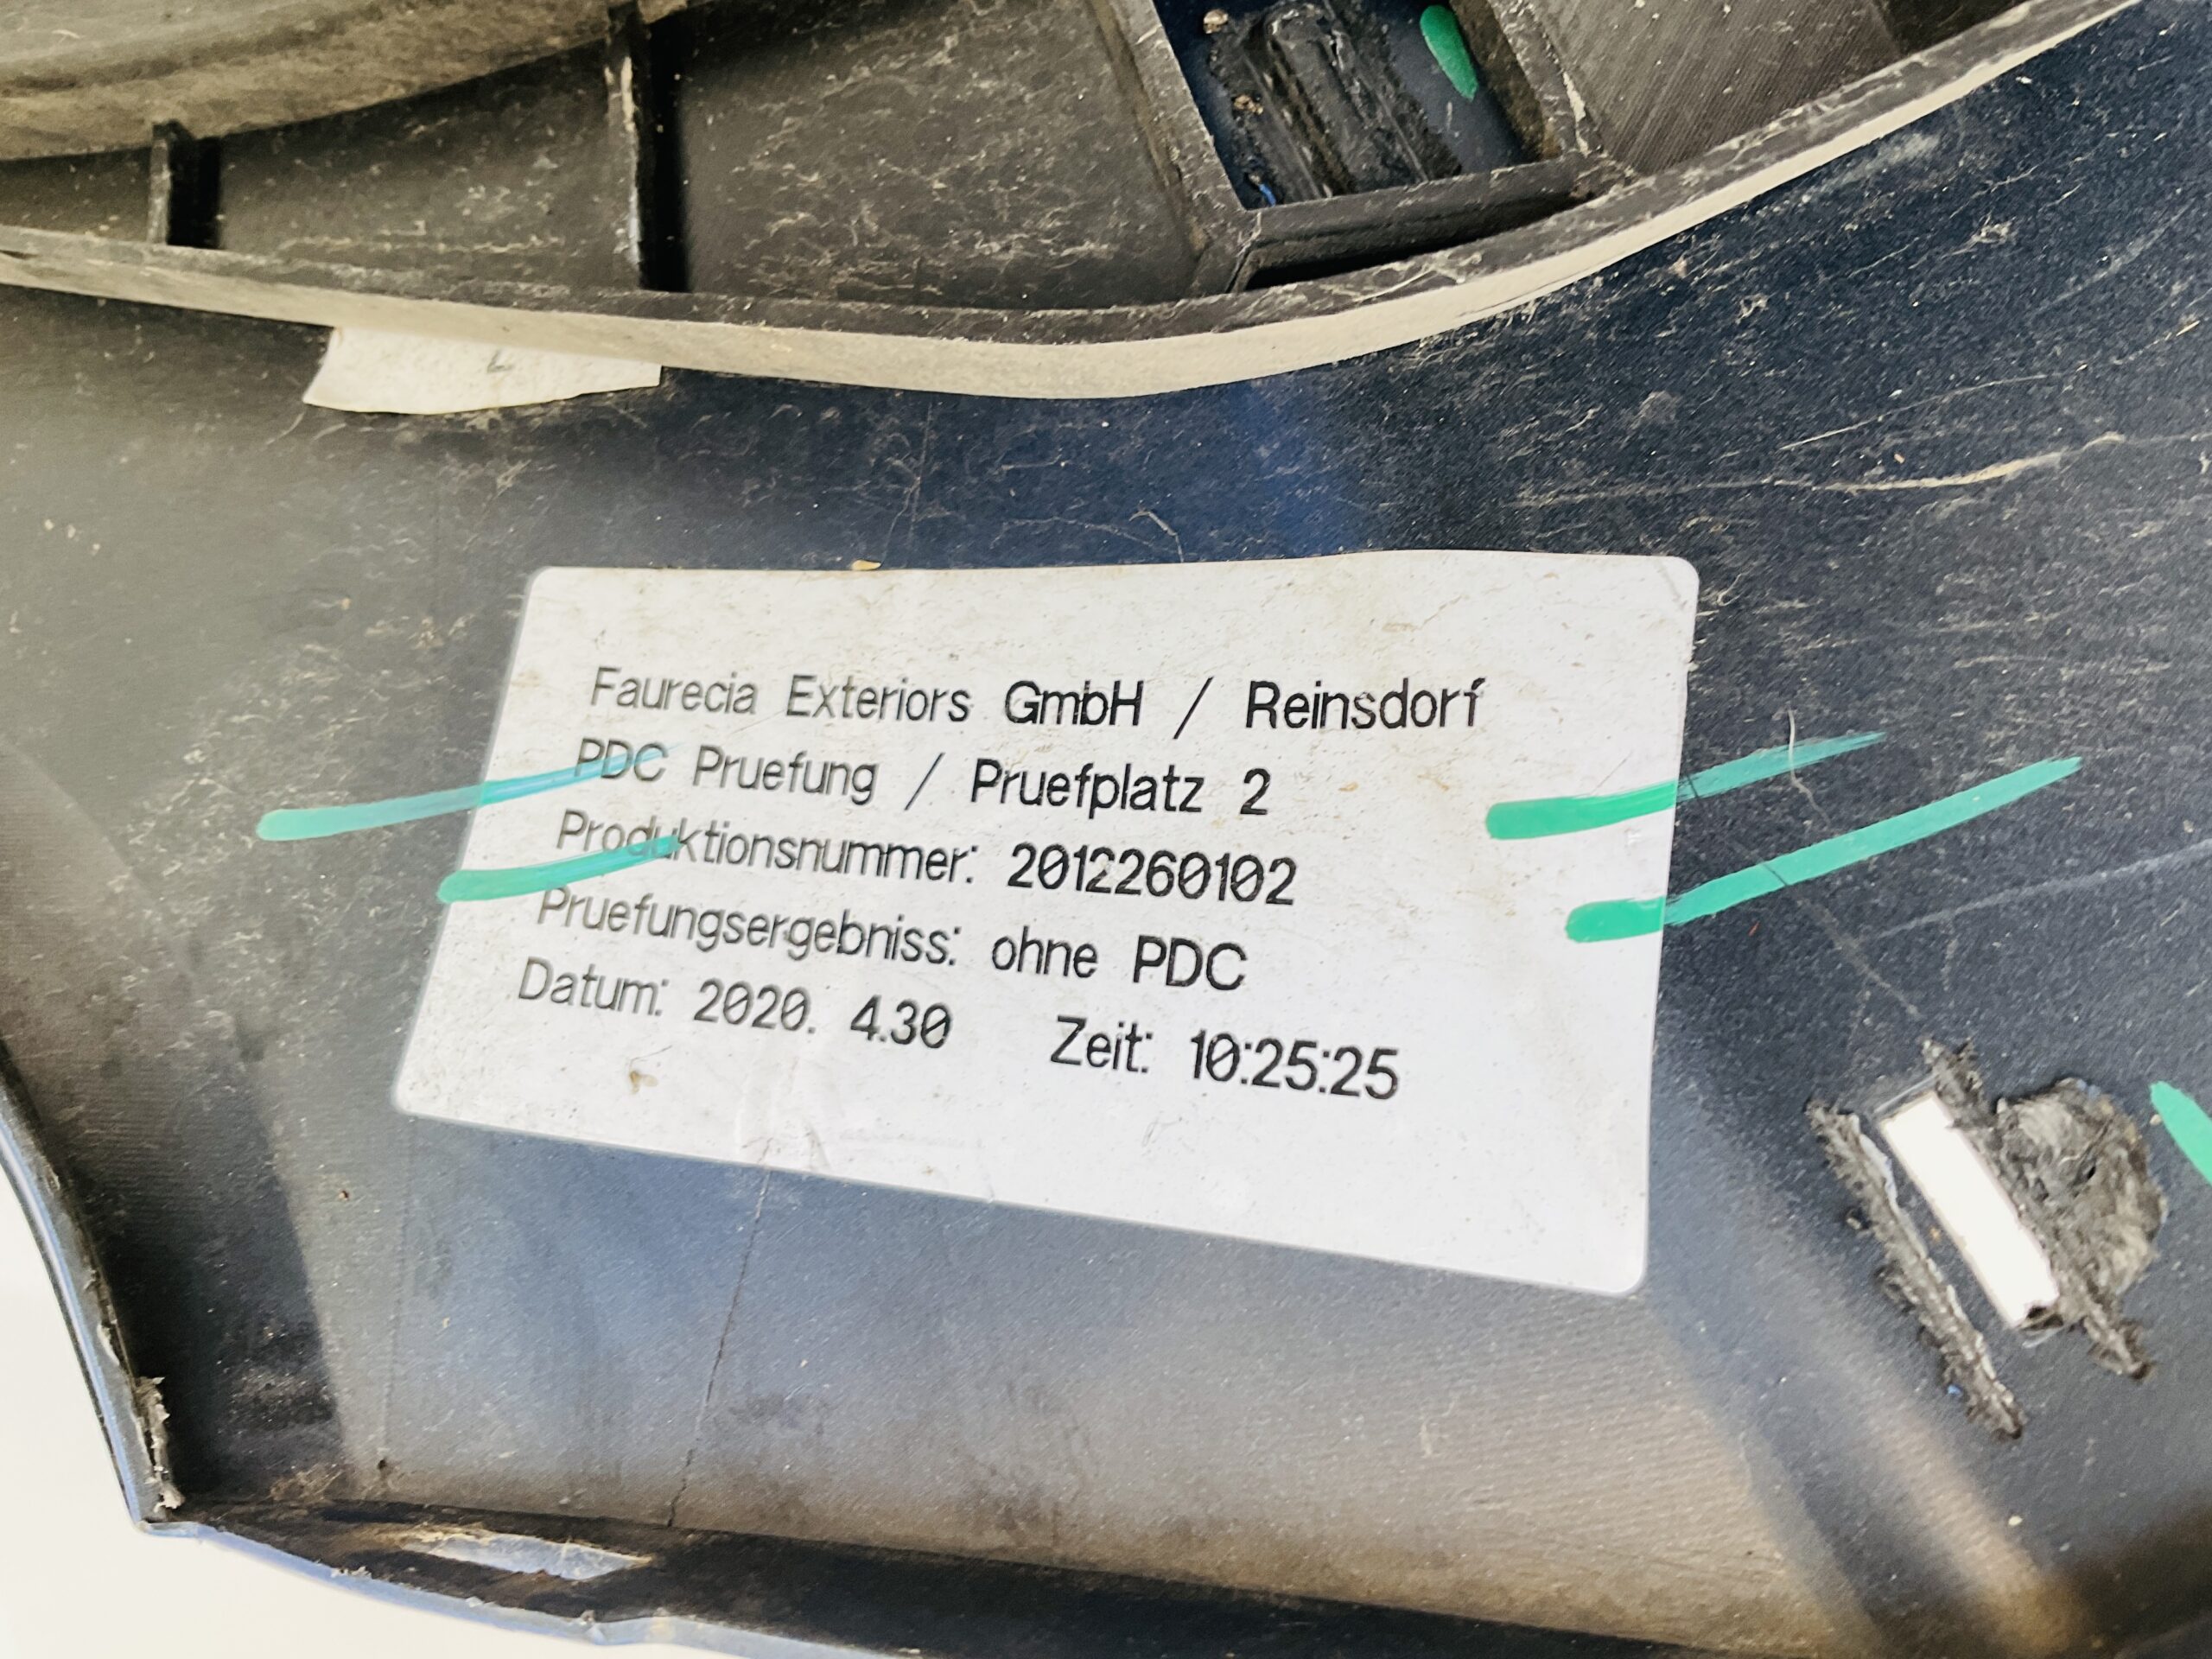 Faurecia Exteriors GmbH / Reinsdorf
PDC Pruefung / Pruefplatz 2
Produktionsnummer: 2012260102
Pruefungsergebniss: ohne PDC
Datum: 2020. 4.30 Zeit: 10:25:25